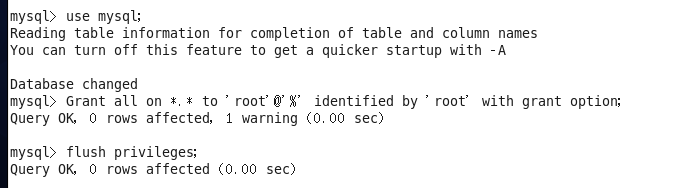 mysql> use mysql;
Reading table information for completion of table and column names
You can turn off this feature to get a quicker startup with -A
Database changed
mysql> Grant all on *.* to 'root'@'%' identified by 'root' with grant option;
Query OK, 0 rows affected, 1 warning (0.00 sec)
mysql> flush privileges;
Query OK, 0 rows affected (0.00 sec)